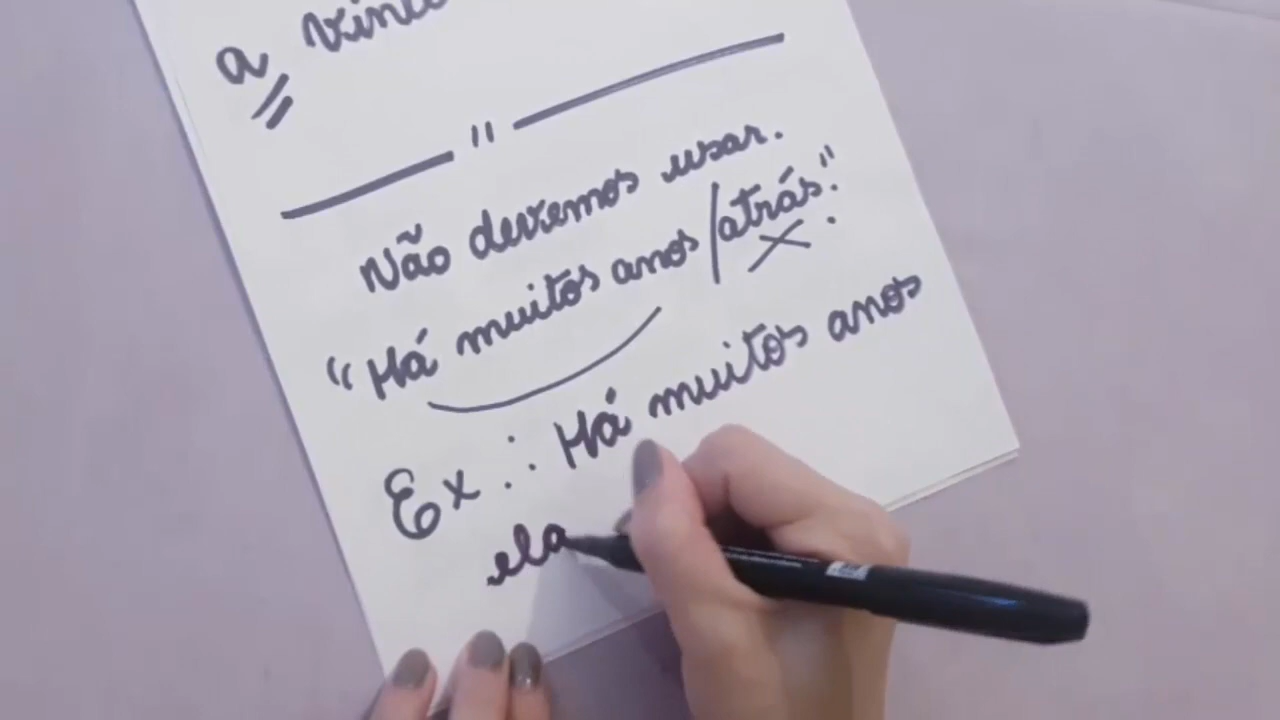 a
"
Não devemos usar.
"Há muitos anos/atrás".
Ex.: Há muitos anos
ela